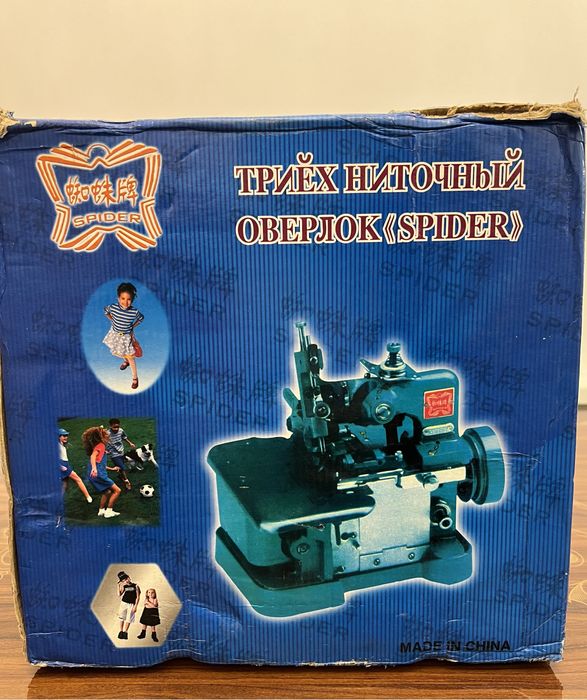 蜘蛛牌
SPIDER
ТРИЁХ НИТОЧНЫЙ
ОВЕРЛОК《SPIDER》
MADE IN CHINA